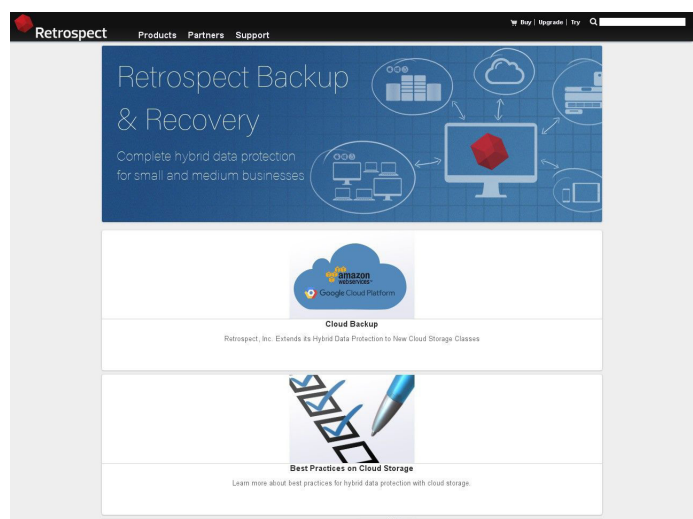 Retrospect
Products Partners Support
Buy | Upgrade | Try
Retrospect Backup
& Recovery
Complete hybrid data protection
for small and medium businesses
amazon
webservices™
Google Cloud Platform
Cloud Backup
Retrospect, Inc. Extends its Hybrid Data Protection to New Cloud Storage Classes
Best Practices on Cloud Storage
Learn more about best practices for hybrid data protection with cloud storage.